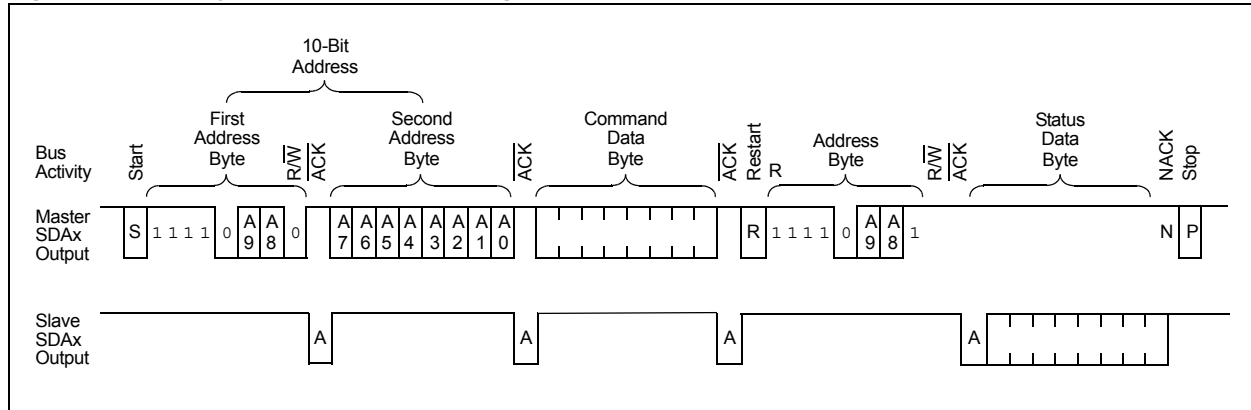 10-Bit
Address
First
Address
Byte
Second
Address
Byte
Command
Data
Byte
Address
Byte
Status
Data
Byte
Bus
Activity
Start
R/W
ACK
ACK
ACK
Restart
R
R/W
ACK
NACK
Stop
Master
SDAx
Output
S 1 1 1 1 0 A9 A8 0 A7 A6 A5 A4 A3 A2 A1 A0 R 1 1 1 1 0 A9 A8 1 N P
Slave
SDAx
Output
A A A A